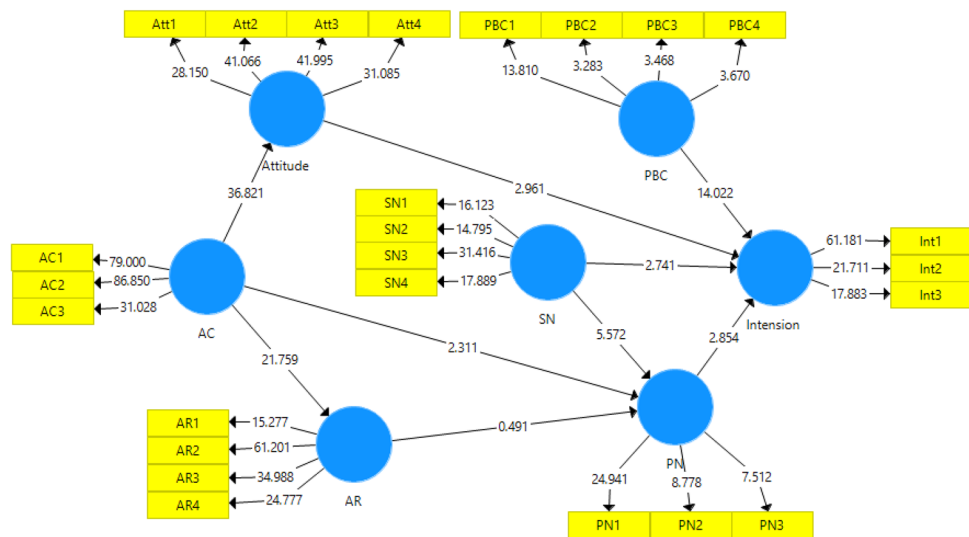 Att1 Att2 Att3 Att4
PBC1 PBC2 PBC3 PBC4
28.150 41.066 41.995 31.085
13.810 3.283 3.468 3.670
Attitude
PBC
36.821
2.961
14.022
SN1 16.123
SN2 14.795
SN3 31.416
SN4 17.889
SN
2.741
61.181 Int1
21.711 Int2
17.883 Int3
Intension
AC1 79.000
AC2 86.850
AC3 31.028
AC
21.759
2.311
5.572
2.854
AR1 15.277
AR2 61.201
AR3 34.988
AR4 24.777
AR
0.491
PN
24.941 8.778 7.512
PN1 PN2 PN3